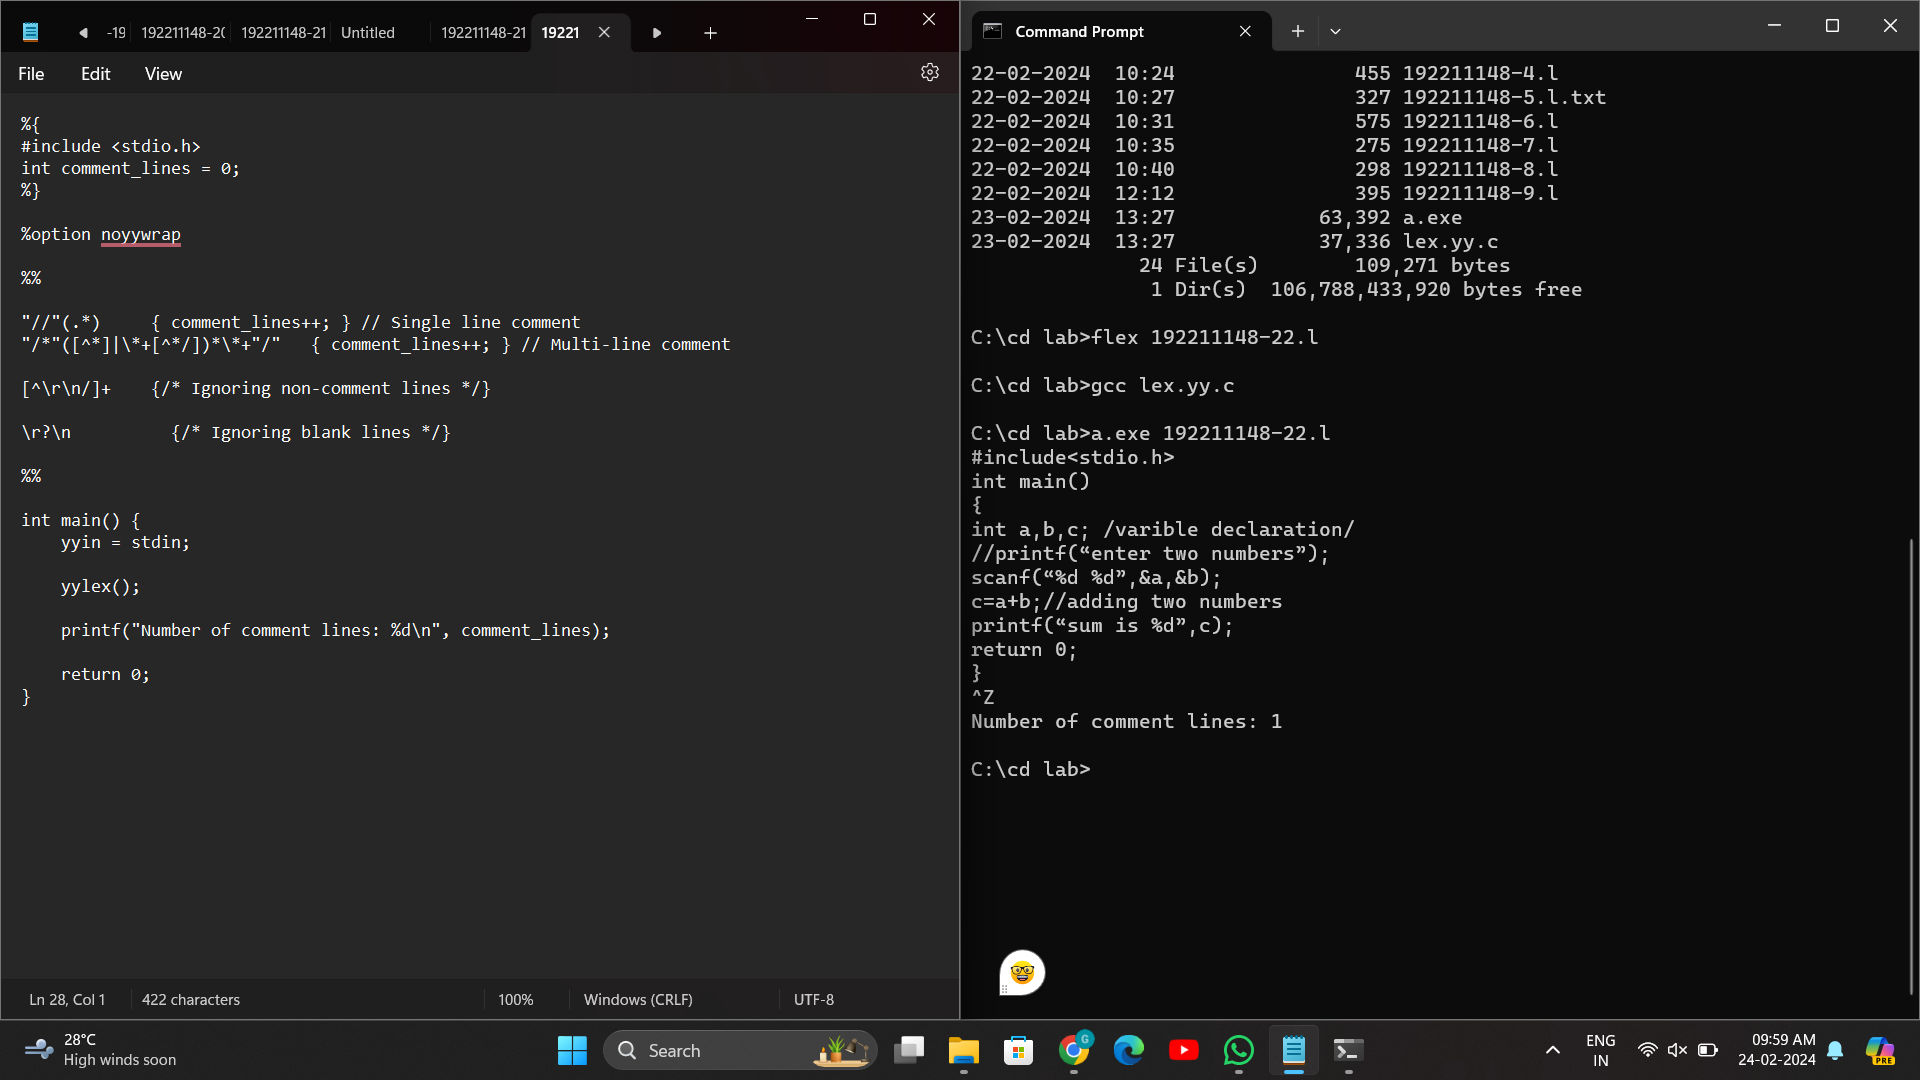 -19 192211148-20 192211148-21 Untitled 192211148-21 19221
File Edit View
%{
#include <stdio.h>
int comment_lines = 0;
%}
%option noyywrap
%%
"//"(.*)     { comment_lines++; } // Single line comment
"/*"([^*]|\*+[^*/])*\*+"/"   { comment_lines++; } // Multi-line comment
[^\r\n/]+    {/* Ignoring non-comment lines */}
\r?\n          {/* Ignoring blank lines */}
%%
int main() {
    yyin = stdin;
    yylex();
    printf("Number of comment lines: %d\n", comment_lines);
    return 0;
}
Ln 28, Col 1 422 characters 100% Windows (CRLF) UTF-8
Command Prompt
22-02-2024  10:24               455 192211148-4.l
22-02-2024  10:27               327 192211148-5.l.txt
22-02-2024  10:31               575 192211148-6.l
22-02-2024  10:35               275 192211148-7.l
22-02-2024  10:40               298 192211148-8.l
22-02-2024  12:12               395 192211148-9.l
23-02-2024  13:27            63,392 a.exe
23-02-2024  13:27            37,336 lex.yy.c
              24 File(s)        109,271 bytes
               1 Dir(s)  106,788,433,920 bytes free
C:\cd lab>flex 192211148-22.l
C:\cd lab>gcc lex.yy.c
C:\cd lab>a.exe 192211148-22.l
#include<stdio.h>
int main()
{
int a,b,c; /varible declaration/
//printf(“enter two numbers”);
scanf(“%d %d”,&a,&b);
c=a+b;//adding two numbers
printf(“sum is %d”,c);
return 0;
}
^Z
Number of comment lines: 1
C:\cd lab>
28°C
High winds soon
Search
ENG
IN
09:59 AM
24-02-2024
PRE